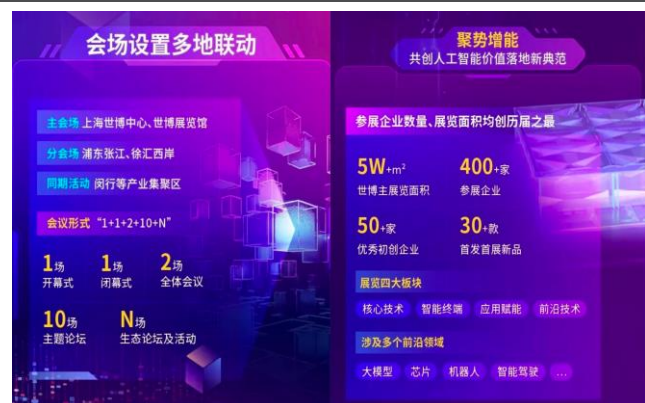 会场设置多地联动
主会场 上海世博中心、世博展览馆
分会场 浦东张江、徐汇西岸
同期活动 闵行等产业集聚区
会议形式 “1+1+2+10+N”
1场 1场 2场
开幕式 闭幕式 全体会议
10场 N场
主题论坛 生态论坛及活动
聚势增能
共创人工智能价值落地新典范
参展企业数量、展览面积均创历届之最
5W+m² 400+家
世博主展览面积 参展企业
50+家 30+款
优秀初创企业 首发首展新品
展览四大板块
核心技术 智能终端 应用赋能 前沿技术
涉及多个前沿领域
大模型 芯片 机器人 智能驾驶 ...